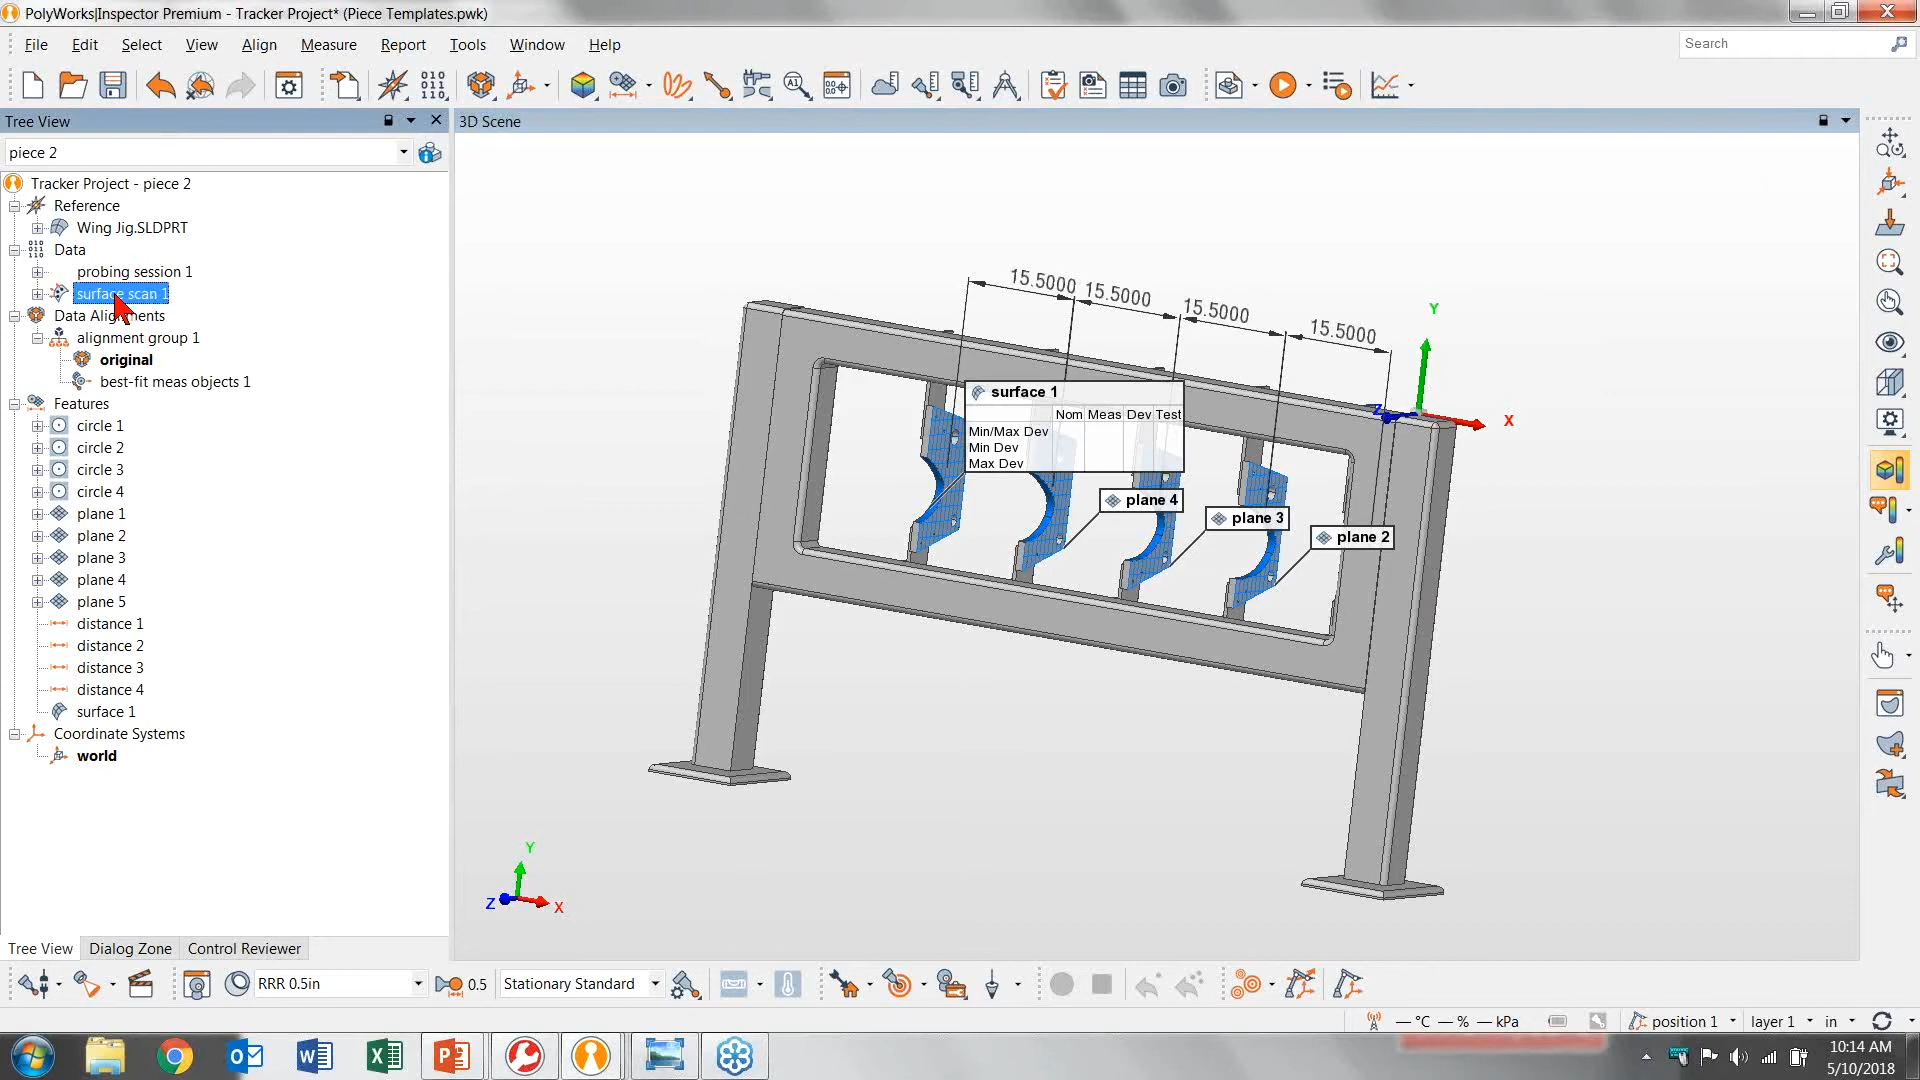 PolyWorks|Inspector Premium - Tracker Project* (Piece Templates.pwk)
File Edit Select View Align Measure Report Tools Window Help
Search
Tree View
3D Scene
piece 2
Tracker Project - piece 2
Reference
Wing Jig.SLDPRT
Data
probing session 1
surface scan 1
Data Alignments
alignment group 1
original
best-fit meas objects 1
Features
circle 1
circle 2
circle 3
circle 4
plane 1
plane 2
plane 3
plane 4
plane 5
distance 1
distance 2
distance 3
distance 4
surface 1
Coordinate Systems
world
15.5000 15.5000 15.5000 15.5000
Y
Z X
surface 1
Nom Meas Dev Test
Min/Max Dev
Min Dev
Max Dev
plane 4
plane 3
plane 2
Y
Z X
Tree View Dialog Zone Control Reviewer
RRR 0.5in 0.5 Stationary Standard
— °C — % — kPa position 1 layer 1 in
10:14 AM
5/10/2018